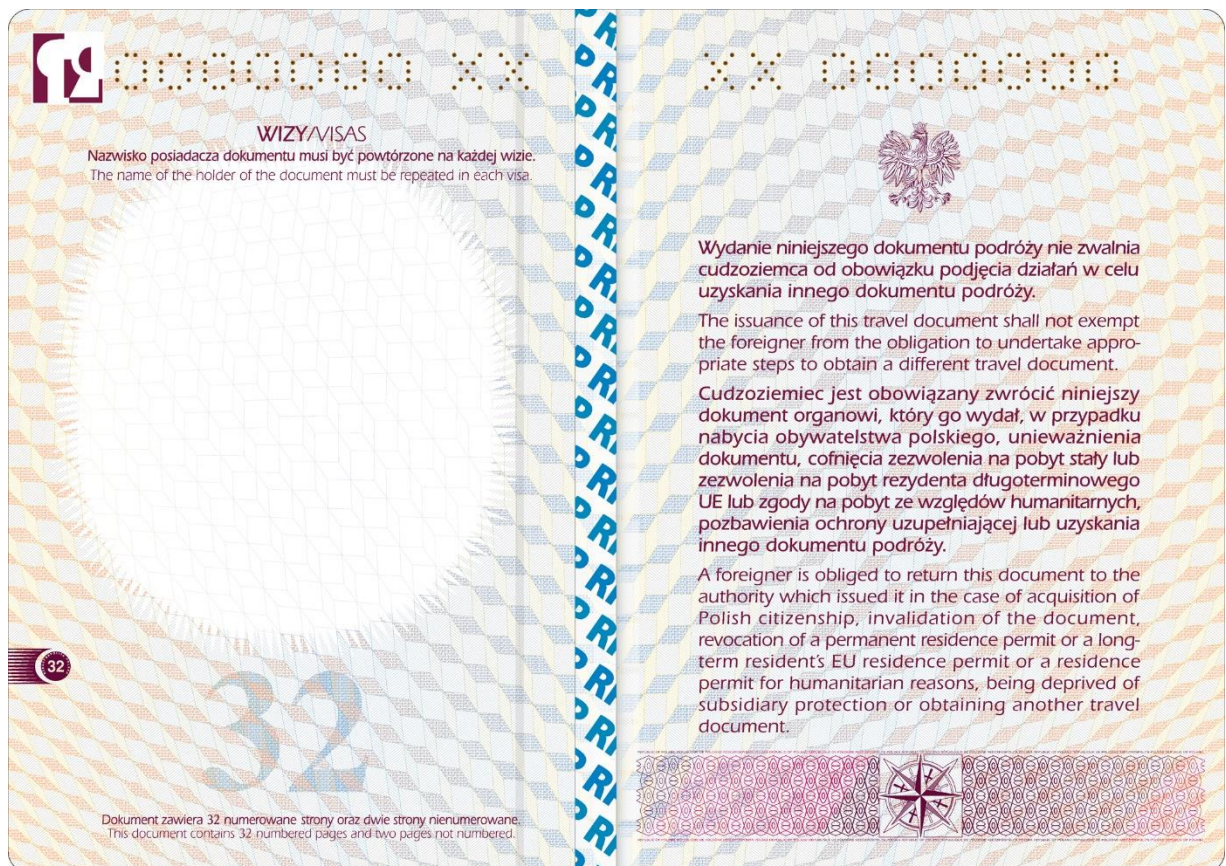 0000000 XX
WIZY/VISAS
Nazwisko posiadacza dokumentu musi być powtórzone na każdej wizie.
The name of the holder of the document must be repeated in each visa.
32
32
Dokument zawiera 32 numerowane strony oraz dwie strony nienumerowane.
This document contains 32 numbered pages and two pages not numbered.
XX 0000000
Wydanie niniejszego dokumentu podróży nie zwalnia
cudzoziemca od obowiązku podjęcia działań w celu
uzyskania innego dokumentu podróży.
The issuance of this travel document shall not exempt
the foreigner from the obligation to undertake appro-
priate steps to obtain a different travel document.
Cudzoziemiec jest obowiązany zwrócić niniejszy
dokument organowi, który go wydał, w przypadku
nabycia obywatelstwa polskiego, unieważnienia
dokumentu, cofnięcia zezwolenia na pobyt stały lub
zezwolenia na pobyt rezydenta długoterminowego
UE lub zgody na pobyt ze względów humanitarnych,
pozbawienia ochrony uzupełniającej lub uzyskania
innego dokumentu podróży.
A foreigner is obliged to return this document to the
authority which issued it in the case of acquisition of
Polish citizenship, invalidation of the document,
revocation of a permanent residence permit or a long-
term resident's EU residence permit or a residence
permit for humanitarian reasons, being deprived of
subsidiary protection or obtaining another travel
document.